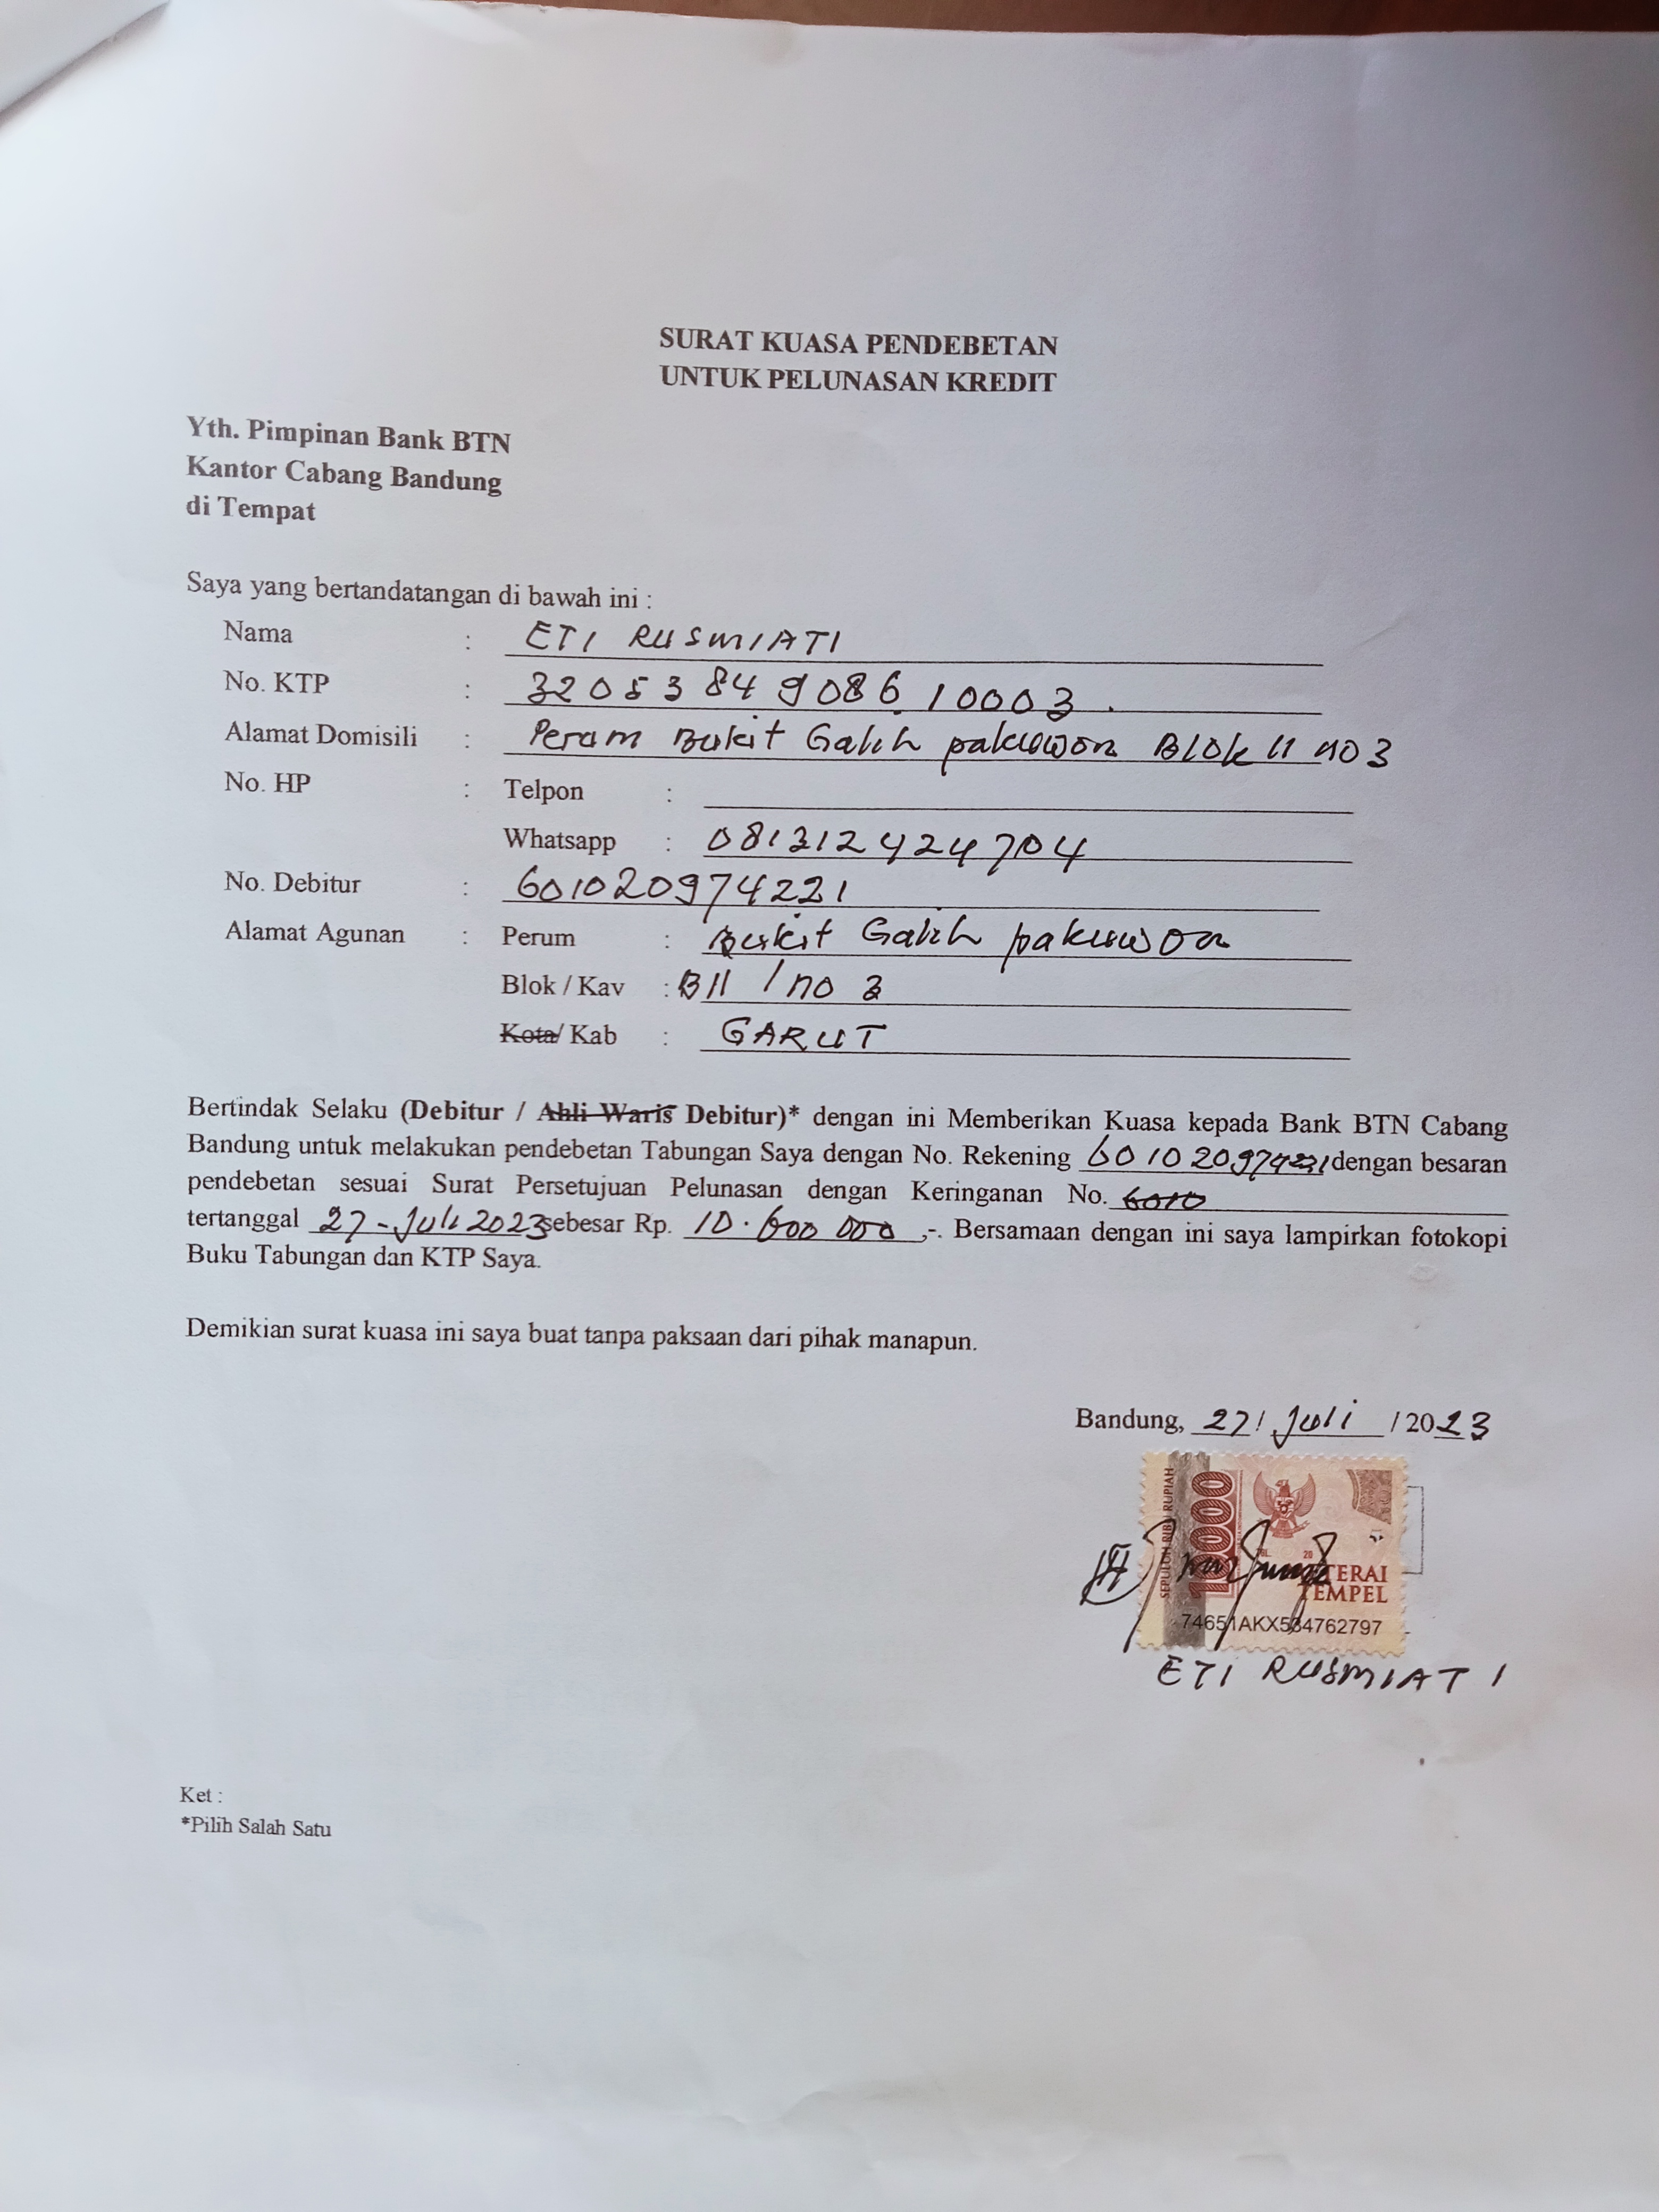 SURAT KUASA PENDEBETAN
UNTUK PELUNASAN KREDIT
Yth. Pimpinan Bank BTN
Kantor Cabang Bandung
di Tempat
Saya yang bertandatangan di bawah ini :
Nama : ETI RUSMIATI
No. KTP : 3205384908610003
Alamat Domisili : Perum Bukit Galih pakuwon Blok 11 no 3
No. HP : Telpon :
Whatsapp : 081312424704
No. Debitur : 601020974221
Alamat Agunan : Perum : Bukit Galih pakuwon
Blok / Kav : B11 / no 3
Kota/ Kab : GARUT
Bertindak Selaku (Debitur / Ahli Waris Debitur)* dengan ini Memberikan Kuasa kepada Bank BTN Cabang
Bandung untuk melakukan pendebetan Tabungan Saya dengan No. Rekening 601020974221 dengan besaran
pendebetan sesuai Surat Persetujuan Pelunasan dengan Keringanan No. 6010
tertanggal 27-Juli 2023 sebesar Rp. 10.600 000 ,-. Bersamaan dengan ini saya lampirkan fotokopi
Buku Tabungan dan KTP Saya.
Demikian surat kuasa ini saya buat tanpa paksaan dari pihak manapun.
Bandung, 27 / Juli / 2023
SEPULUH RIBU RUPIAH
10000
TGL. 20
METERAI
TEMPEL
74651AKX534762797
ETI RUSMIATI
Ket :
*Pilih Salah Satu